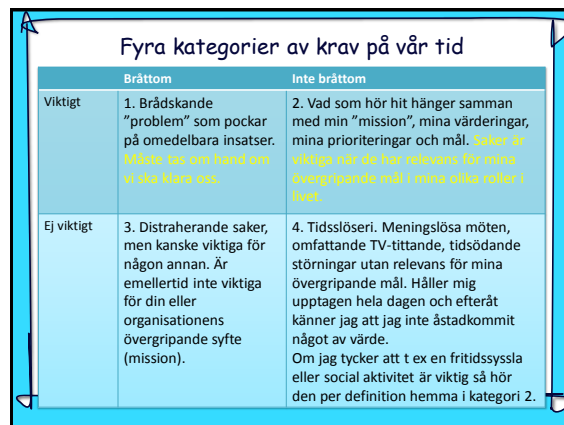 Fyra kategorier av krav på vår tid
Bråttom
Inte bråttom
Viktigt
1. Brådskande
”problem” som pockar
på omedelbara insatser.
Måste tas om hand om
vi ska klara oss.
2. Vad som hör hit hänger samman
med min ”mission”, mina värderingar,
mina prioriteringar och mål. Saker är
viktiga när de har relevans för mina
övergripande mål i mina olika roller i
livet.
Ej viktigt
3. Distraherande saker,
men kanske viktiga för
någon annan. Är
emellertid inte viktiga
för din eller
organisationens
övergripande syfte
(mission).
4. Tidsslöseri. Meningslösa möten,
omfattande TV-tittande, tidsödande
störningar utan relevans för mina
övergripande mål. Håller mig
upptagen hela dagen och efteråt
känner jag att jag inte åstadkommit
något av värde.
Om jag tycker att t ex en fritidssyssla
eller social aktivitet är viktig så hör
den per definition hemma i kategori 2.